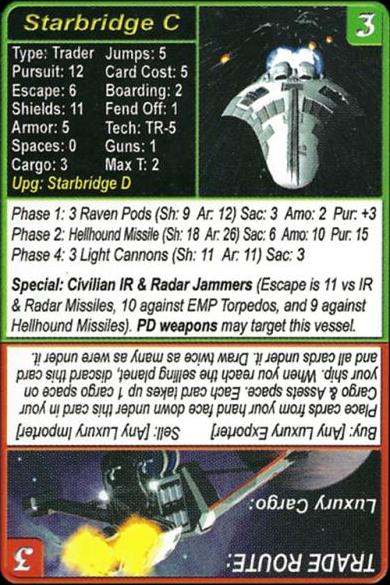 Starbridge C
3
Type: Trader Jumps: 5
Pursuit: 12 Card Cost: 5
Escape: 6 Boarding: 2
Shields: 11 Fend Off: 1
Armor: 5 Tech: TR-5
Spaces: 0 Guns: 1
Cargo: 3 Max T: 2
Upg: Starbridge D
Phase 1: 3 Raven Pods (Sh: 9 Ar: 12) Sac: 3 Amo: 2 Pur: +3
Phase 2: Hellhound Missile (Sh: 18 Ar: 26) Sac: 6 Amo: 10 Pur: 15
Phase 4: 3 Light Cannons (Sh: 11 Ar: 11) Sac: 3
Special: Civilian IR & Radar Jammers (Escape is 11 vs IR
& Radar Missiles, 10 against EMP Torpedos, and 9 against
Hellhound Missiles). PD weapons may target this vessel.
3
TRADE ROUTE:
Luxury Cargo:
Buy: [Any Luxury Exporter] Sell: [Any Luxury Importer]
Place cards from your hand face down under this card in your
Cargo & Assets space. Each card takes up 1 cargo space on
your ship. When you reach the selling planet, discard this card
and all cards under it. Draw twice as many as were under it.